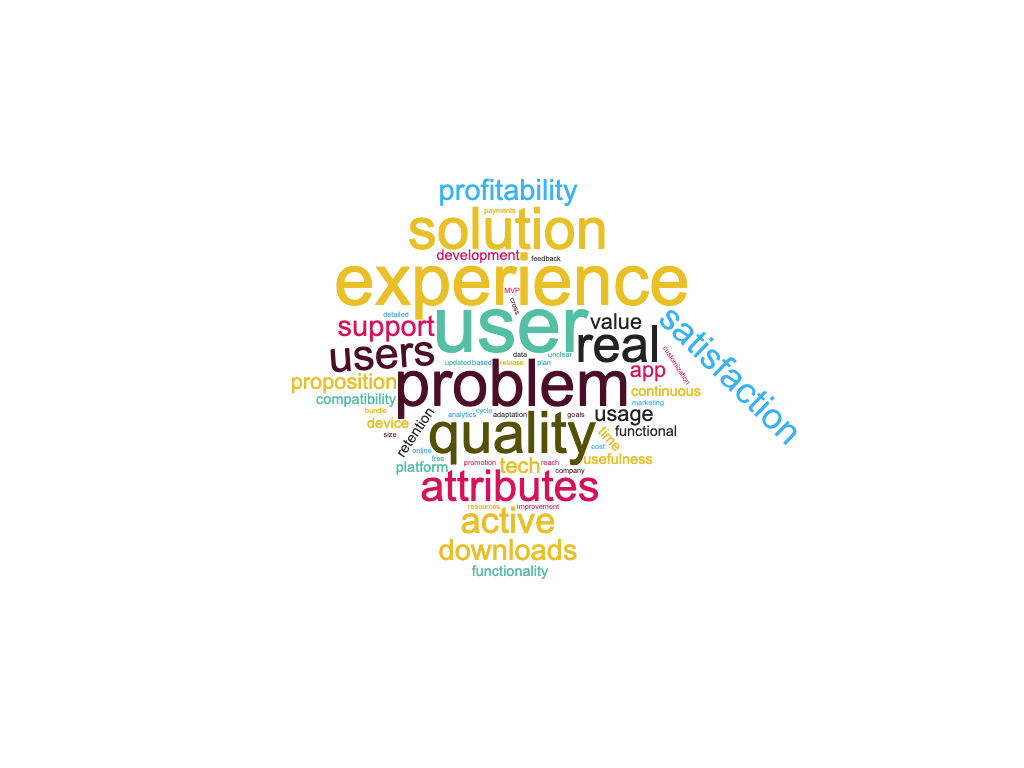 profitability
payments
solution
development
feedback
experience
MVP
cross
detailed
user
support
value
satisfaction
real
users
data
unclear
customization
updated
based
release
plan
problem
app
proposition
continuous
compatibility
marketing
bundle
analytics
cycle
adaptation
goals
usage
device
retention
quality
time
functional
size
online
cost
free
usefulness
platform
promotion
tech
reach
company
attributes
resources
improvement
active
downloads
functionality